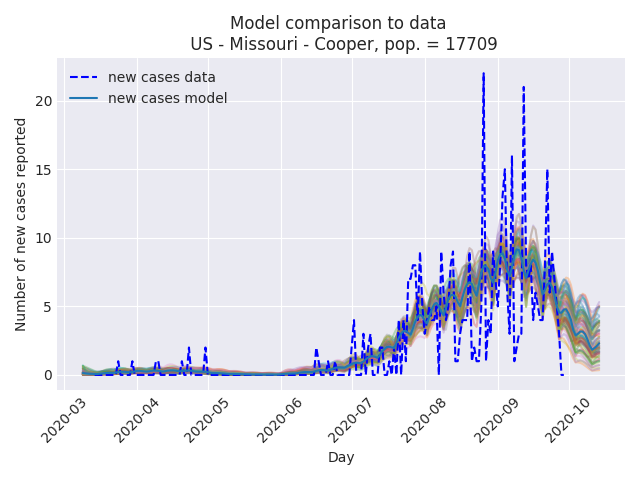 Model comparison to data
US - Missouri - Cooper, pop. = 17709
new cases data
new cases model
Number of new cases reported
20
15
10
5
0
2020-03
2020-04
2020-05
2020-06
2020-07
2020-08
2020-09
2020-10
Day